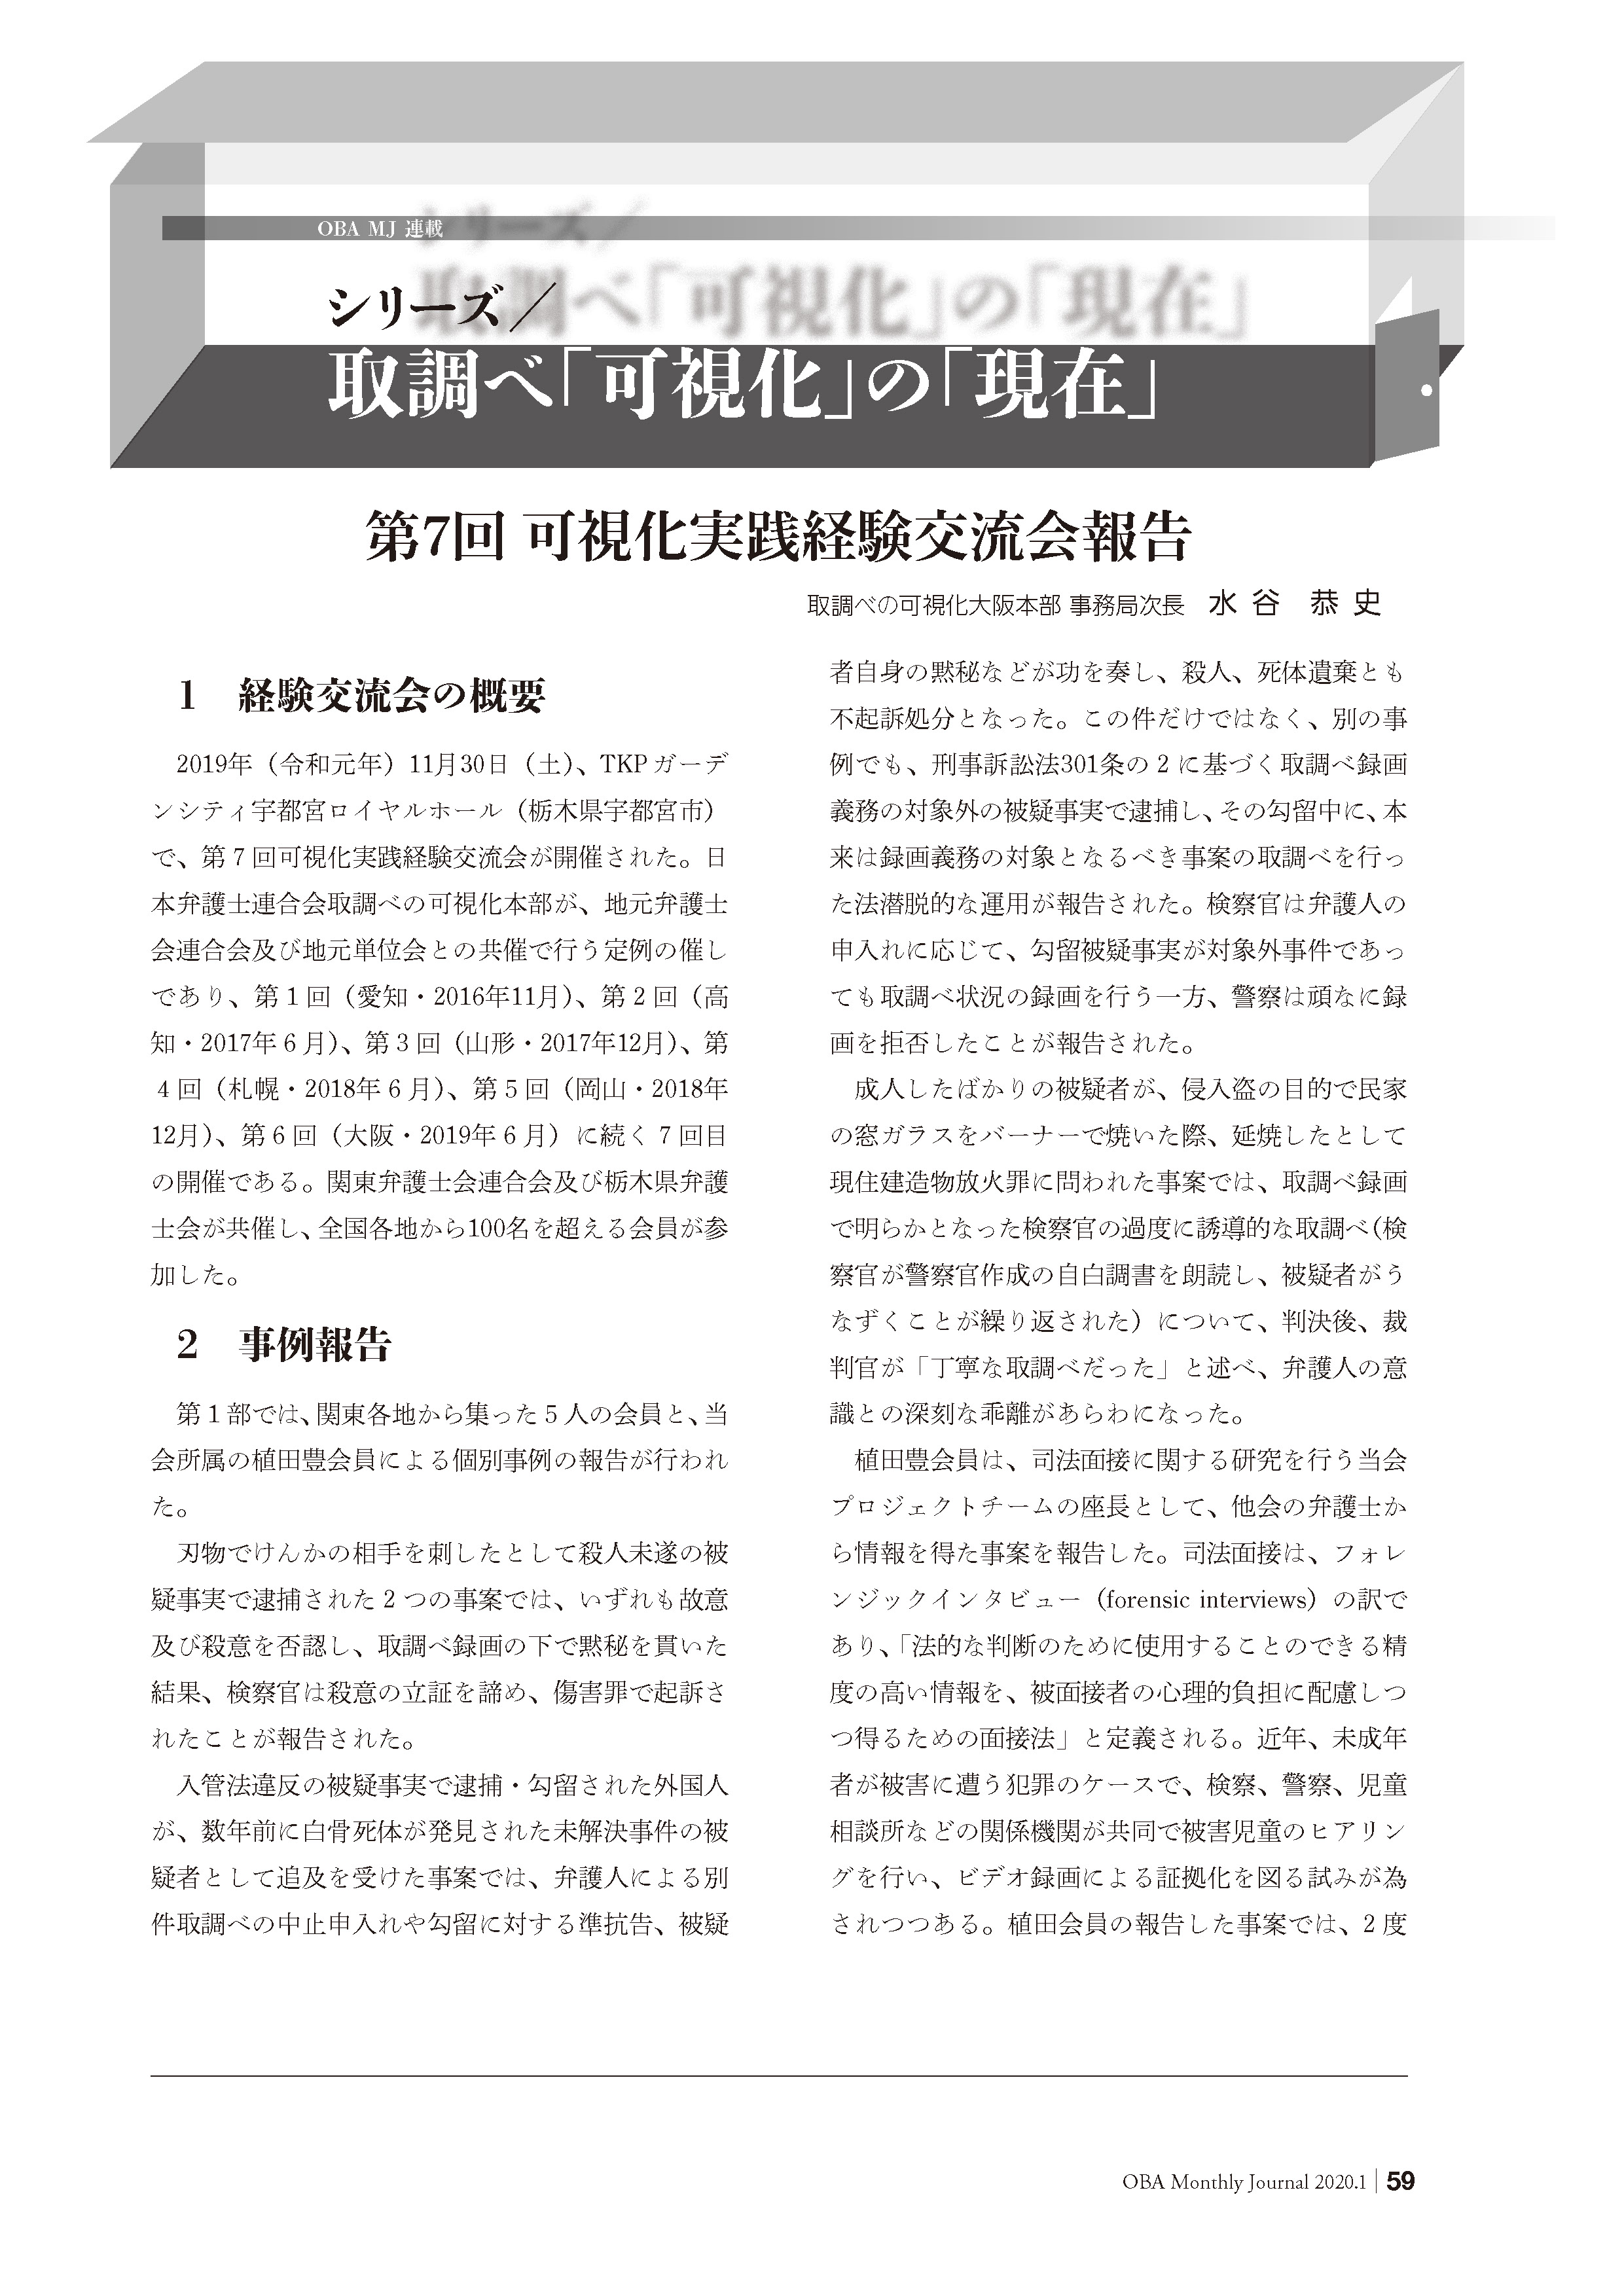 OBA MJ 連載
シリーズ／
取調べ「可視化」の「現在」
第7回 可視化実践経験交流会報告
取調べの可視化大阪本部 事務局次長 水谷 恭史
1 経験交流会の概要
2019年（令和元年）11月30日（土）、TKPガーデ
ンシティ宇都宮ロイヤルホール（栃木県宇都宮市）
で、第7回可視化実践経験交流会が開催された。日
本弁護士連合会取調べの可視化本部が、地元弁護士
会連合会及び地元単位会との共催で行う定例の催し
であり、第1回（愛知・2016年11月）、第2回（高
知・2017年6月）、第3回（山形・2017年12月）、第
4回（札幌・2018年6月）、第5回（岡山・2018年
12月）、第6回（大阪・2019年6月）に続く7回目
の開催である。関東弁護士会連合会及び栃木県弁護
士会が共催し、全国各地から100名を超える会員が参
加した。
2 事例報告
第1部では、関東各地から集った5人の会員と、当
会所属の植田豊会員による個別事例の報告が行われ
た。
刃物でけんかの相手を刺したとして殺人未遂の被
疑事実で逮捕された2つの事案では、いずれも故意
及び殺意を否認し、取調べ録画の下で黙秘を貫いた
結果、検察官は殺意の立証を諦め、傷害罪で起訴さ
れたことが報告された。
入管法違反の被疑事実で逮捕・勾留された外国人
が、数年前に白骨死体が発見された未解決事件の被
疑者として追及を受けた事案では、弁護人による別
件取調べの中止申入れや勾留に対する準抗告、被疑
者自身の黙秘などが功を奏し、殺人、死体遺棄とも
不起訴処分となった。この件だけではなく、別の事
例でも、刑事訴訟法301条の2に基づく取調べ録画
義務の対象外の被疑事実で逮捕し、その勾留中に、本
来は録画義務の対象となるべき事案の取調べを行っ
た法潜脱的な運用が報告された。検察官は弁護人の
申入れに応じて、勾留被疑事実が対象外事件であっ
ても取調べ状況の録画を行う一方、警察は頑なに録
画を拒否したことが報告された。
成人したばかりの被疑者が、侵入盗の目的で民家
の窓ガラスをバーナーで焼いた際、延焼したとして
現住建造物放火罪に問われた事案では、取調べ録画
で明らかとなった検察官の過度に誘導的な取調べ（検
察官が警察官作成の自白調書を朗読し、被疑者がう
なずくことが繰り返された）について、判決後、裁
判官が「丁寧な取調べだった」と述べ、弁護人の意
識との深刻な乖離があらわになった。
植田豊会員は、司法面接に関する研究を行う当会
プロジェクトチームの座長として、他会の弁護士か
ら情報を得た事案を報告した。司法面接は、フォレ
ンジックインタビュー（forensic interviews）の訳で
あり、「法的な判断のために使用することのできる精
度の高い情報を、被面接者の心理的負担に配慮しつ
つ得るための面接法」と定義される。近年、未成年
者が被害に遭う犯罪のケースで、検察、警察、児童
相談所などの関係機関が共同で被害児童のヒアリン
グを行い、ビデオ録画による証拠化を図る試みが為
されつつある。植田会員の報告した事案では、2度
OBA Monthly Journal 2020.1 59